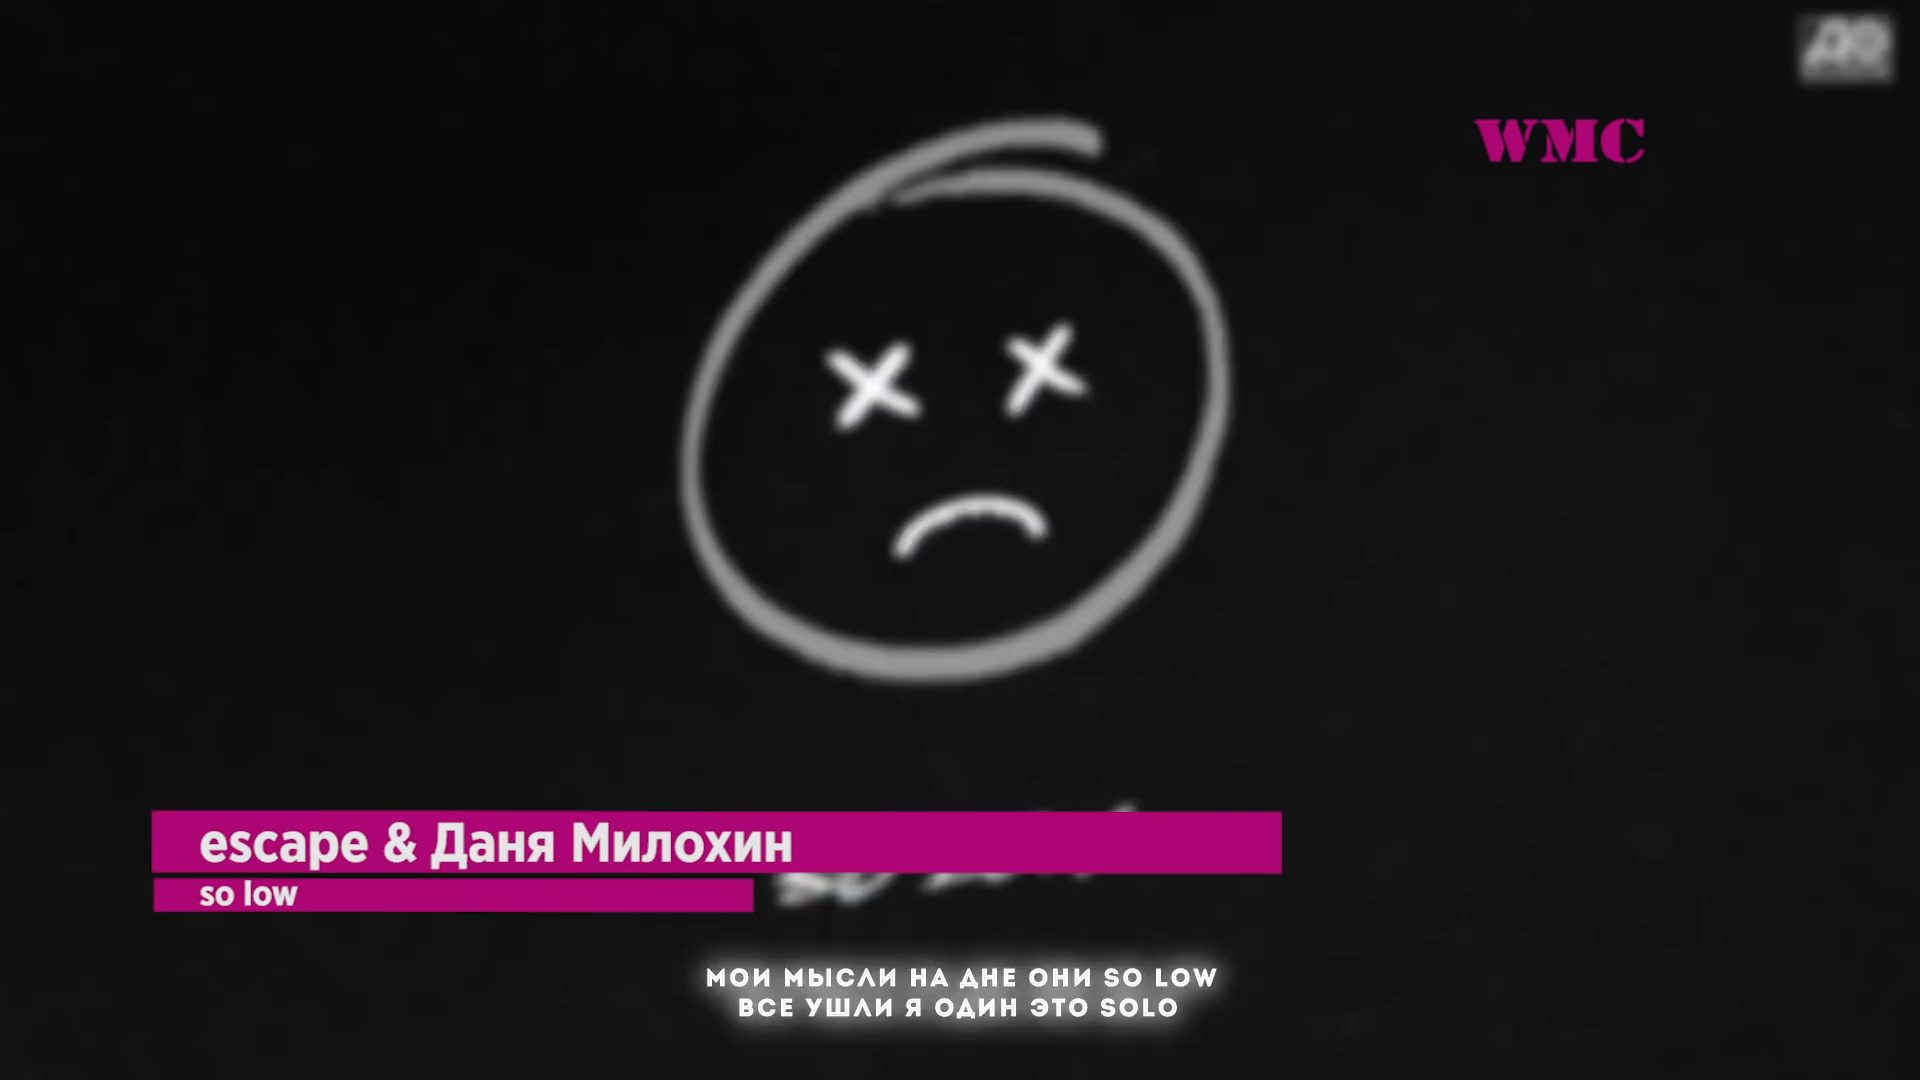 WMC
escape & Даня Милохин
so low
МОИ МЫСЛИ НА ДНЕ ОНИ SO LOW
ВСЕ УШЛИ Я ОДИН ЭТО SOLO